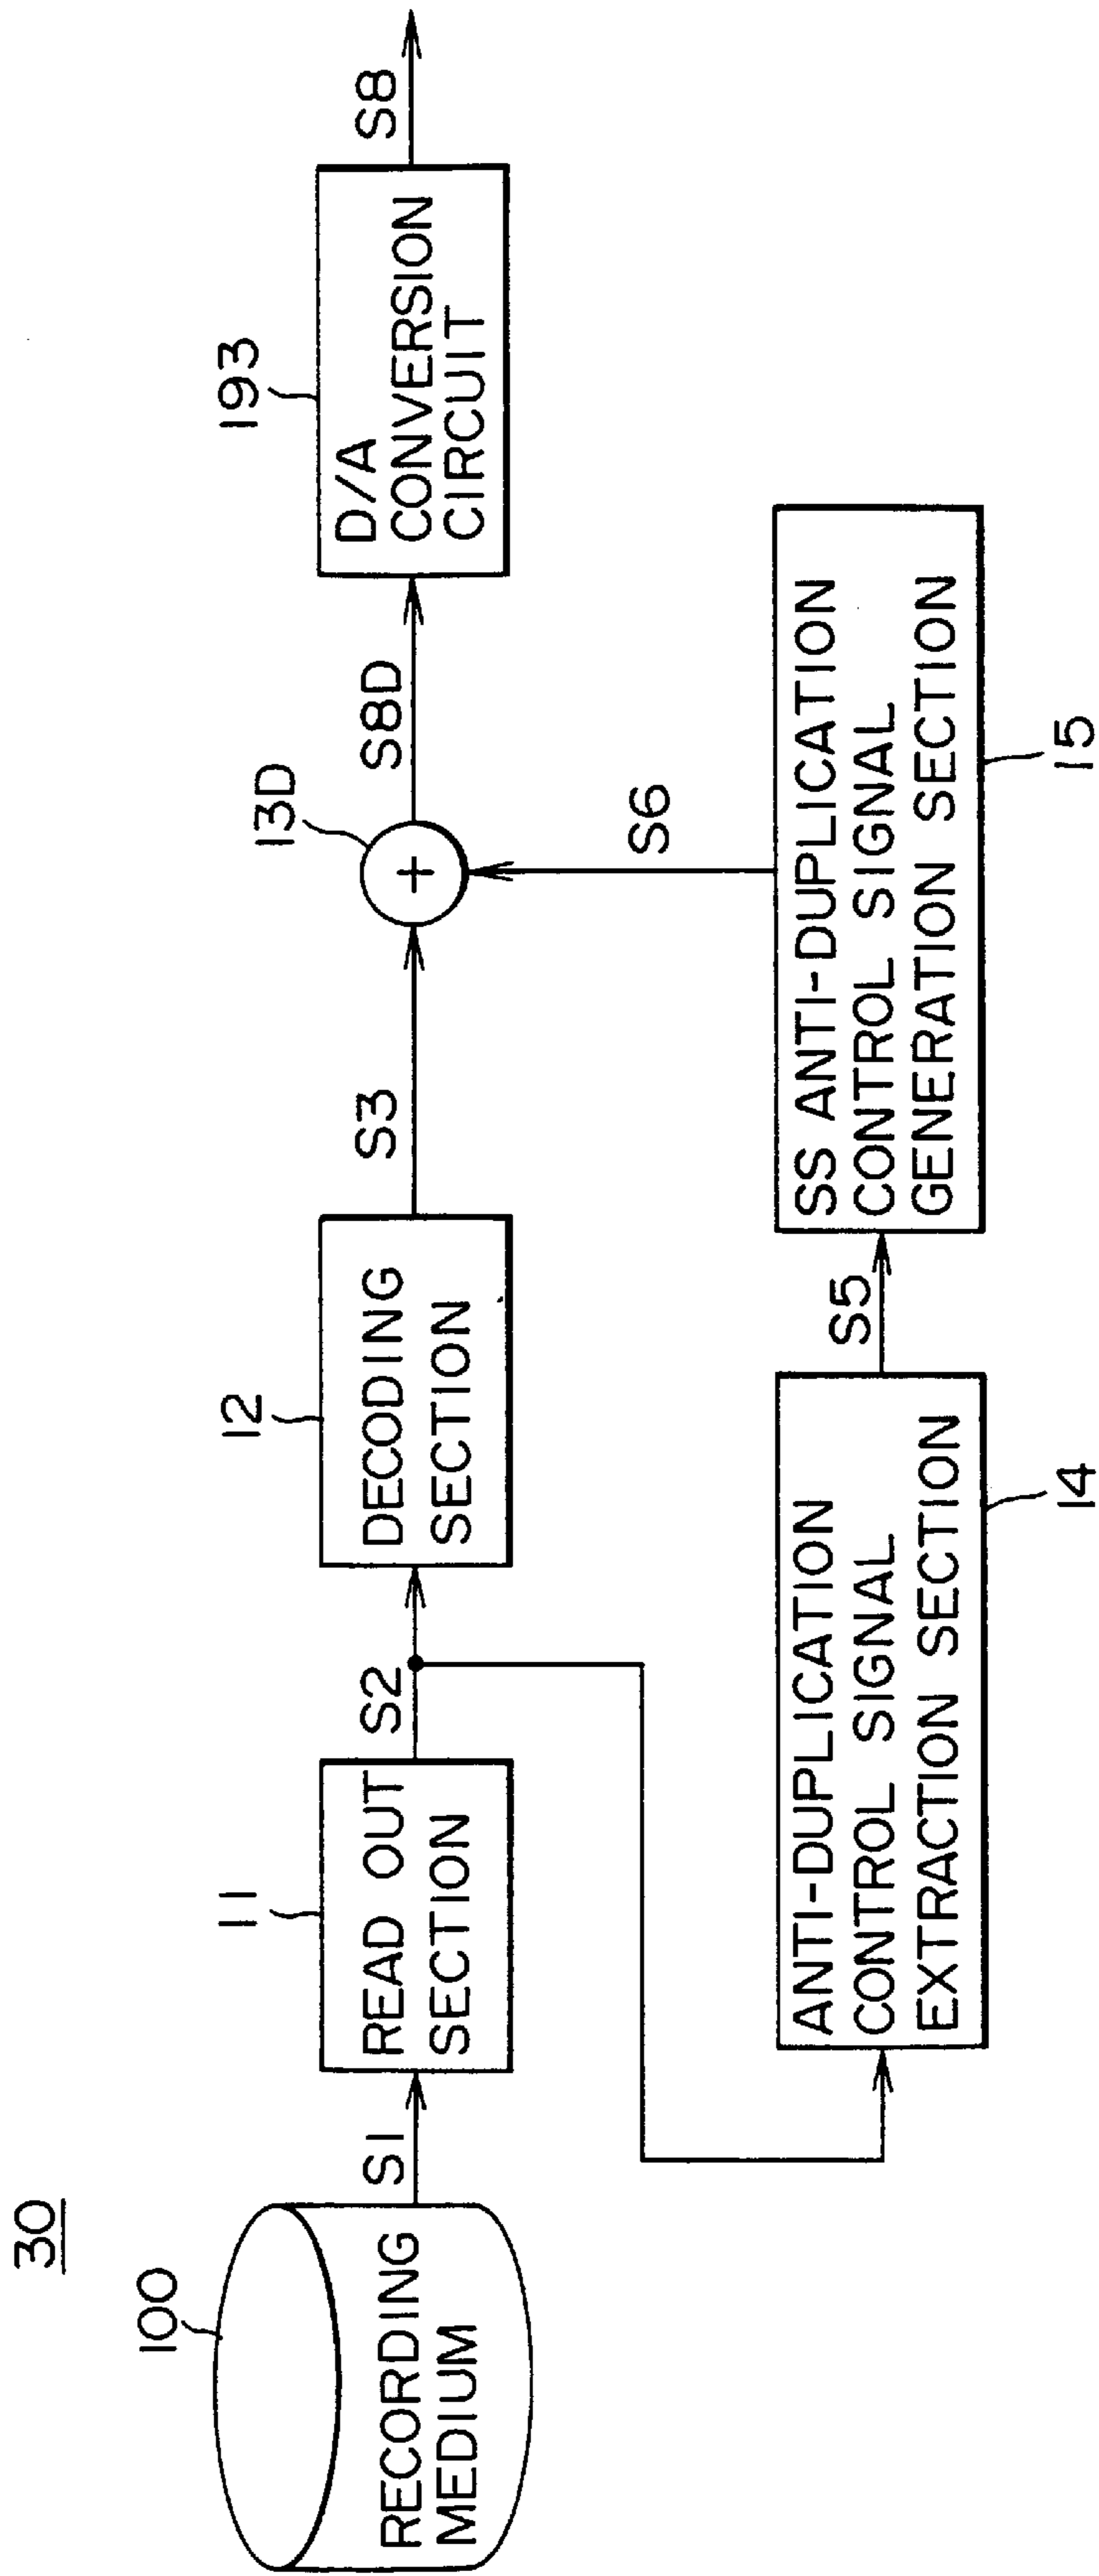 30
100
RECORDING
MEDIUM
S1
11
READ OUT
SECTION
S2
12
DECODING
SECTION
S3
13D
+
S8D
193
D/A
CONVERSION
CIRCUIT
S8
ANTI-DUPLICATION
CONTROL SIGNAL
EXTRACTION SECTION
14
S5
SS ANTI-DUPLICATION
CONTROL SIGNAL
GENERATION SECTION
15
S6